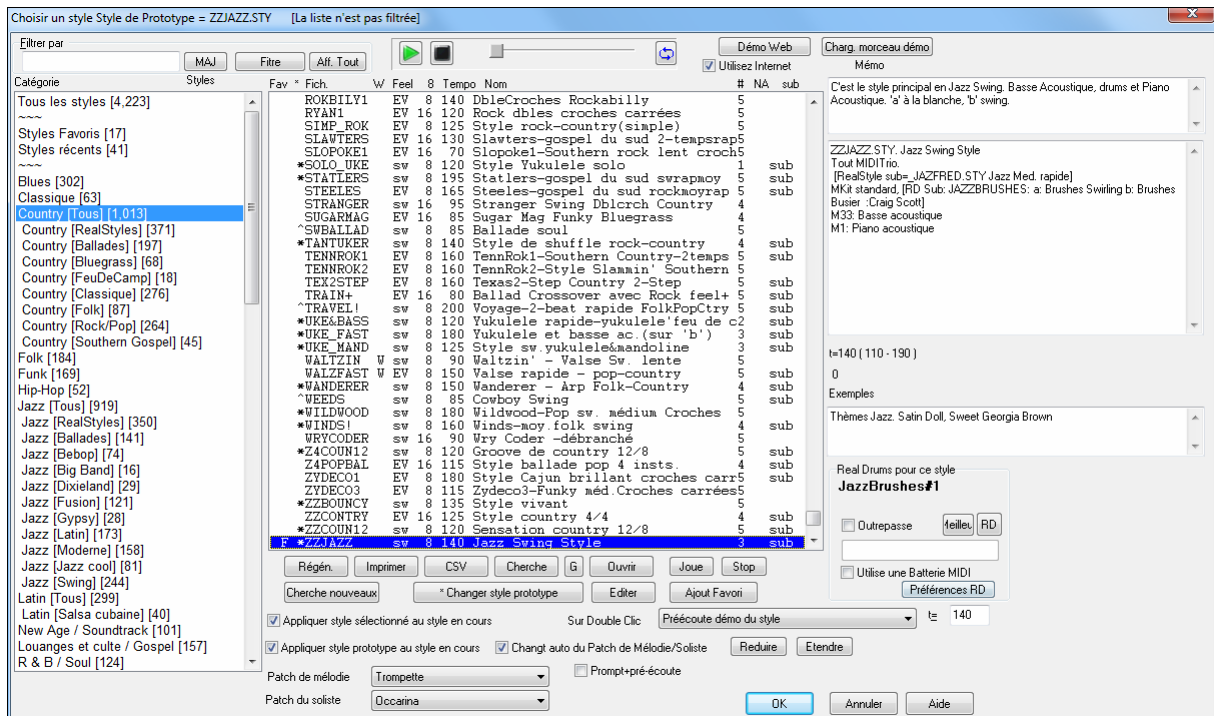 Choisir un style Style de Prototype = ZZJAZZ.STY [La liste n'est pas filtrée]
Filtrer par
MAJ
Fitre
Aff. Tout
Démo Web
Charg. morceau démo
Utilisez Internet
Mémo
Catégorie
Styles
Tous les styles [4,223]
~~~
Styles Favoris [17]
Styles récents [41]
~~~
Blues [302]
Classique [63]
Country [Tous] [1,013]
Country [RealStyles] [371]
Country [Ballades] [197]
Country [Bluegrass] [68]
Country [FeuDeCamp] [18]
Country [Classique] [276]
Country [Folk] [87]
Country [Rock/Pop] [264]
Country [Southern Gospel] [45]
Folk [184]
Funk [169]
Hip-Hop [52]
Jazz [Tous] [919]
Jazz [RealStyles] [350]
Jazz [Ballades] [141]
Jazz [Bebop] [74]
Jazz [Big Band] [16]
Jazz [Dixieland] [29]
Jazz [Fusion] [121]
Jazz [Gypsy] [28]
Jazz [Latin] [173]
Jazz [Moderne] [158]
Jazz [Jazz cool] [81]
Jazz [Swing] [244]
Latin [Tous] [299]
Latin [Salsa cubaine] [40]
New Age / Soundtrack [101]
Louanges et culte / Gospel [157]
R & B / Soul [124]
Fav * Fich. W Feel 8 Tempo Nom # NA sub
ROKBILY1 EV 8 140 DbleCroches Rockabilly 5
RYAN1 EV 16 120 Rock dbles croches carrées 5
SIMP_ROK EV 8 125 Style rock-country(simple) 5
SLAWTERS EV 16 130 Slawters-gospel du sud 2-tempsrap5
SLOPOKE1 EV 16 70 Slopoke1-Southern rock lent croch5
*SOLO_UKE sw 8 120 Style Yukulele solo 1 sub
*STATLERS sw 8 195 Statlers-gospel du sud swrapmoy 5 sub
STEELES EV 8 165 Steeles-gospel du sud rockmoyrap 5 sub
STRANGER sw 16 95 Stranger Swing Dblcrch Country 4
SUGARMAG EV 16 85 Sugar Mag Funky Bluegrass 4
^SWBALLAD sw 8 85 Ballade soul 5
*TANTUKER sw 8 140 Style de shuffle rock-country 4 sub
TENNROK1 EV 8 160 TennRok1-Southern Country-2temps 5 sub
TENNROK2 EV 8 160 TennRok2-Style Slammin' Southern 5
TEX2STEP EV 8 160 Texas2-Step Country 2-Step 5 sub
TRAIN+ EV 16 80 Ballad Crossover avec Rock feel+ 5 sub
^TRAVEL! sw 8 200 Voyage-2-beat rapide FolkPopCtry 5 sub
*UKE&BASS sw 8 120 Yukulele rapide-yukulele'feu de c2 sub
*UKE_FAST sw 8 180 Yukulele et basse ac.(sur 'b') 3 sub
*UKE_MAND sw 8 125 Style sw.yukulele&mandoline 3 sub
WALTZIN W sw 8 90 Waltzin' - Valse Sw. lente 5
WALZFAST W EV 8 150 Valse rapide - pop-country 5 sub
*WANDERER sw 8 150 Wanderer - Arp Folk-Country 4 sub
^WEEDS sw 8 85 Cowboy Swing 5 sub
*WILDWOOD sw 8 180 Wildwood-Pop sw. médium Croches 5
*WINDS! sw 8 160 Winds-moy.folk swing 4 sub
WRYCODER sw 16 90 Wry Coder -débranché 5
*Z4COUN12 sw 8 120 Groove de country 12/8 5 sub
Z4POPBAL EV 16 115 Style ballade pop 4 insts. 4 sub
ZYDECO1 EV 8 180 Style Cajun brillant croches carr5 sub
ZYDECO3 EV 8 115 Zydeco3-Funky méd.Croches carrées5
*ZZBOUNCY sw 8 135 Style vivant 5
ZZCONTRY EV 16 125 Style country 4/4 4 sub
*ZZCOUN12 sw 8 120 Sensation country 12/8 5 sub
F *ZZJAZZ sw 8 140 Jazz Swing Style 3 sub
C'est le style principal en Jazz Swing. Basse Acoustique, drums et Piano
Acoustique. 'a' à la blanche, 'b' swing.
ZZJAZZ.STY. Jazz Swing Style
Tout MIDITrio.
[RealStyle sub=_JAZFRED.STY Jaz Med. rapide]
MKit standard, [RD Sub: JAZZBRUSHES: a: Brushes Swirling b: Brushes
Busier :Craig Scott]
M33: Basse acoustique
M1: Piano acoustique
t=140 ( 110 - 190 )
0
Exemples
Thèmes Jazz. Satin Doll, Sweet Georgia Brown
Real Drums pour ce style
JazzBrushes#1
Outrepasse
RD
Utilise une Batterie MIDI
Préférences RD
Régén.
Imprimer
CSV
Cherche
G
Ouvrir
Joue
Stop
Cherche nouveaux
* Changer style prototype
Editer
Ajout Favori
Appliquer style sélectionné au style en cours
Sur Double Clic
Préécoute démo du style
t=
140
Appliquer style prototype au style en cours
Changt auto du Patch de Mélodie/Soliste
Reduire
Etendre
Patch de mélodie
Trompette
Prompt+pré-écoute
Patch du soliste
Occarina
OK
Annuler
Aide